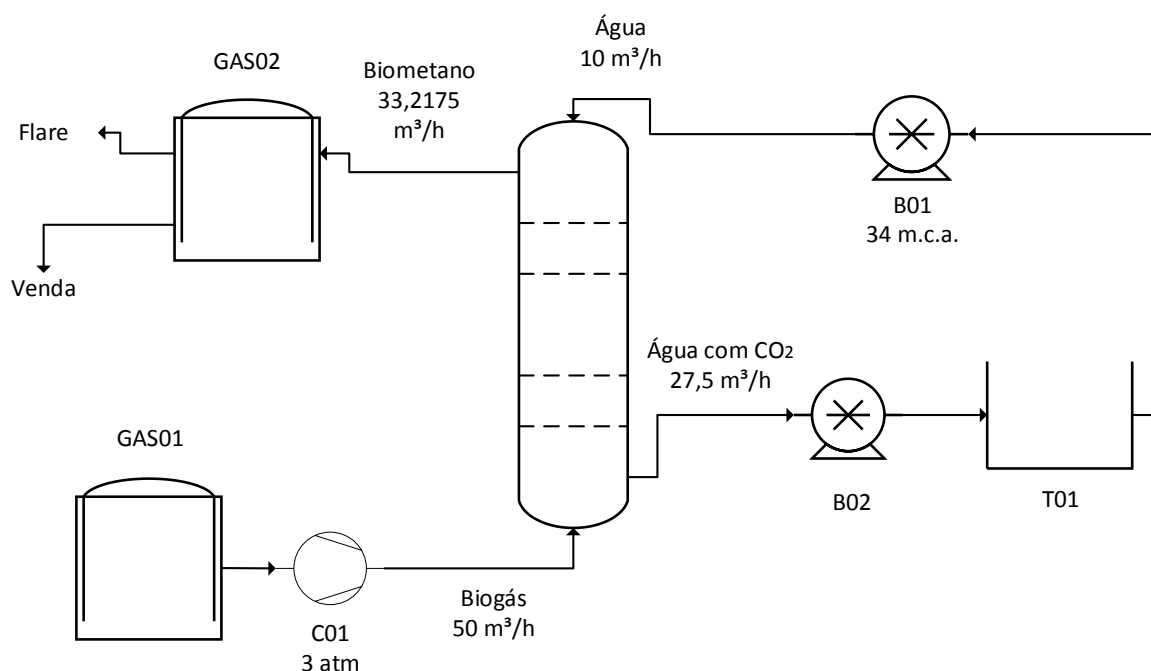 Água
10 m³/h
GAS02
Biometano
33,2175
m³/h
Flare
B01
34 m.c.a.
Venda
Água com CO₂
27,5 m³/h
GAS01
B02
T01
Biogás
50 m³/h
C01
3 atm